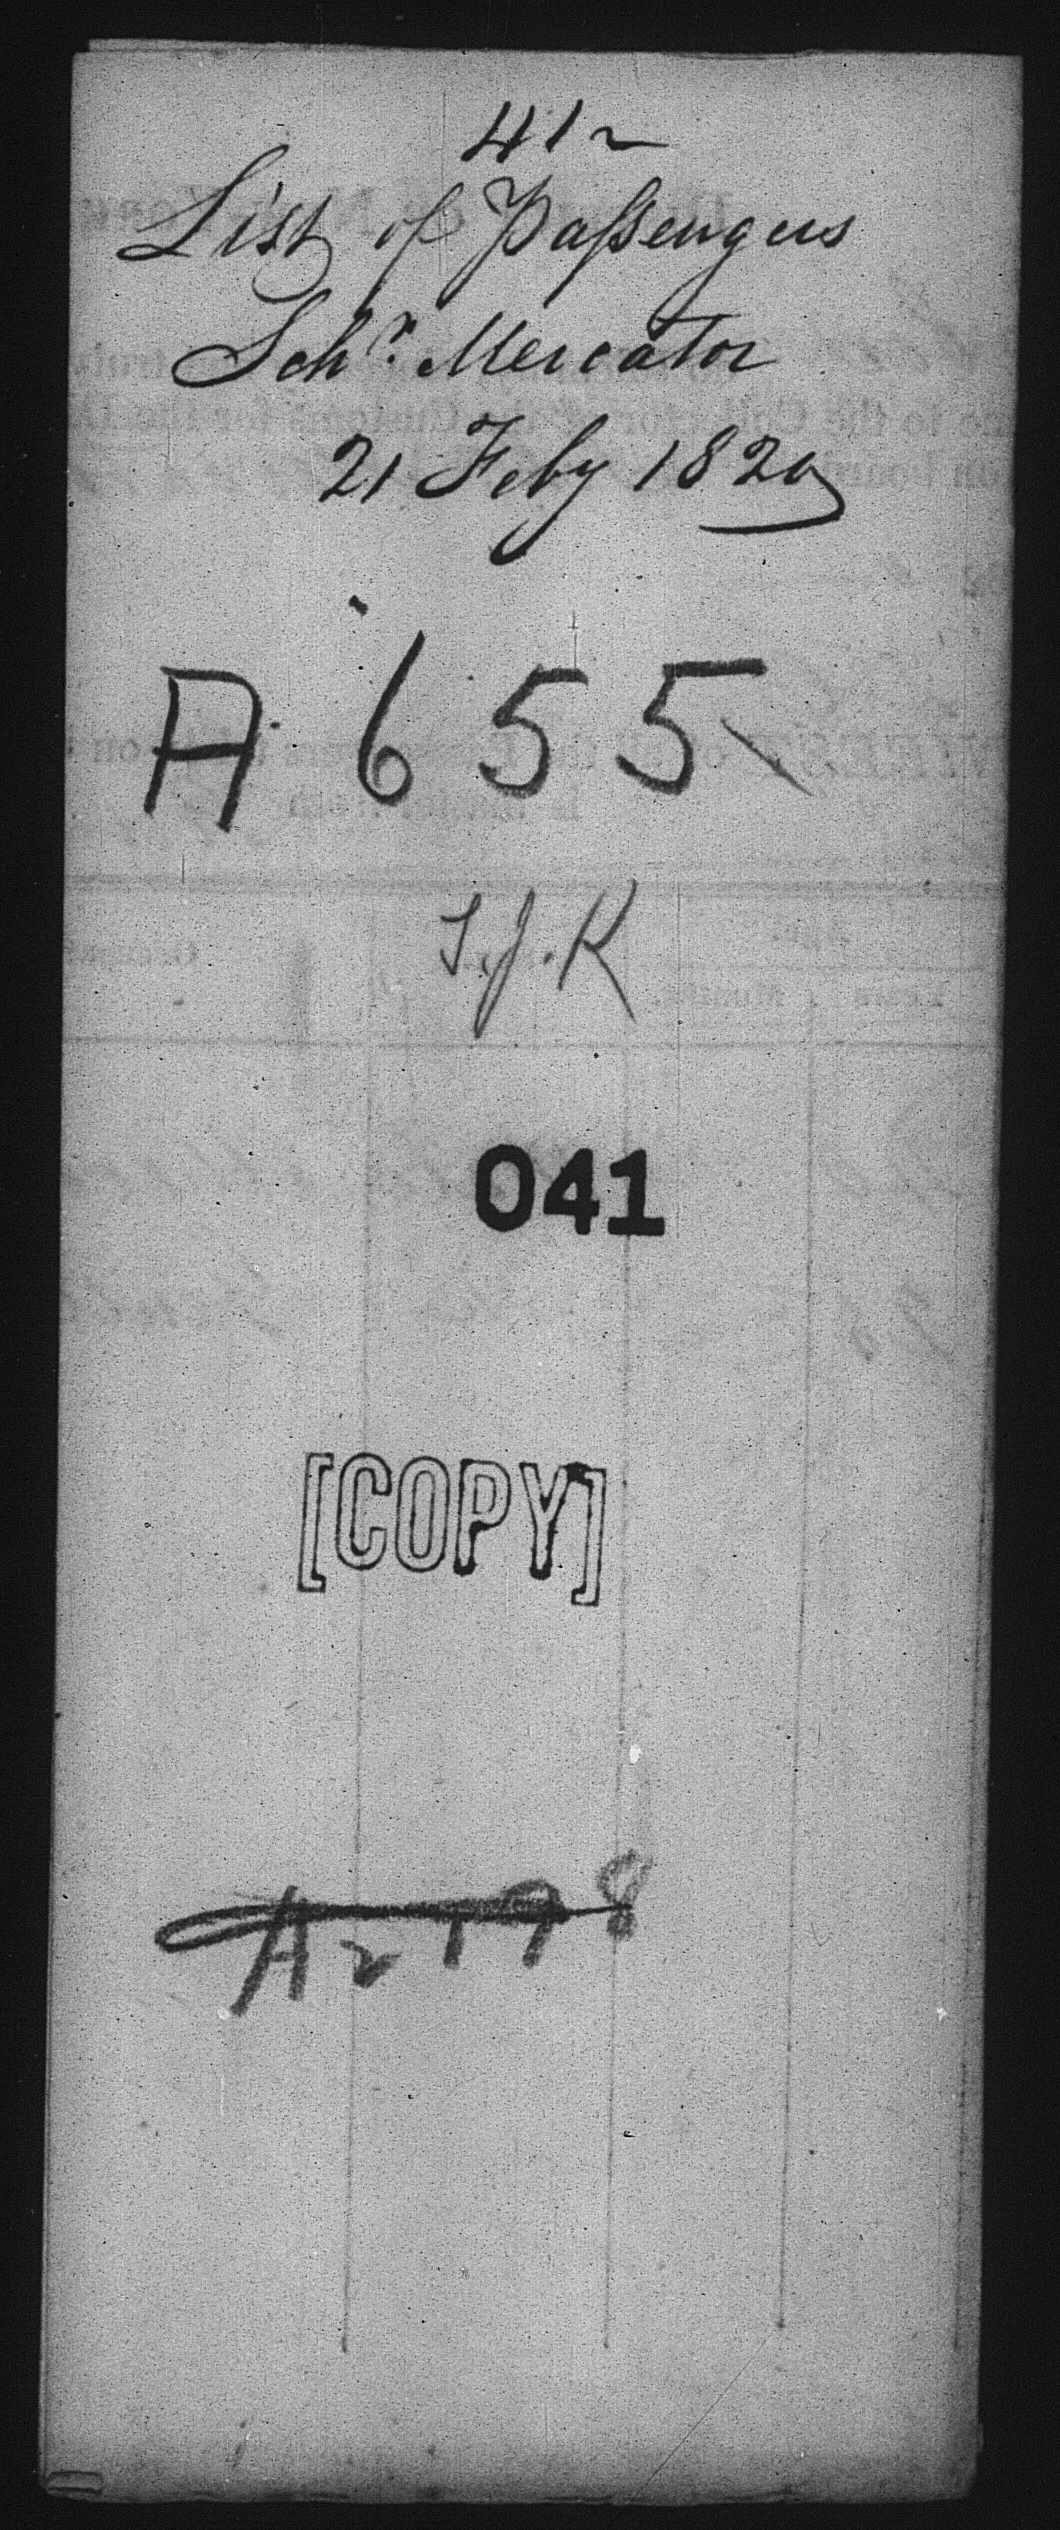 41
List of Passengers
Schr. Mercator
21 Feby 1820
A 655
041
[COPY]